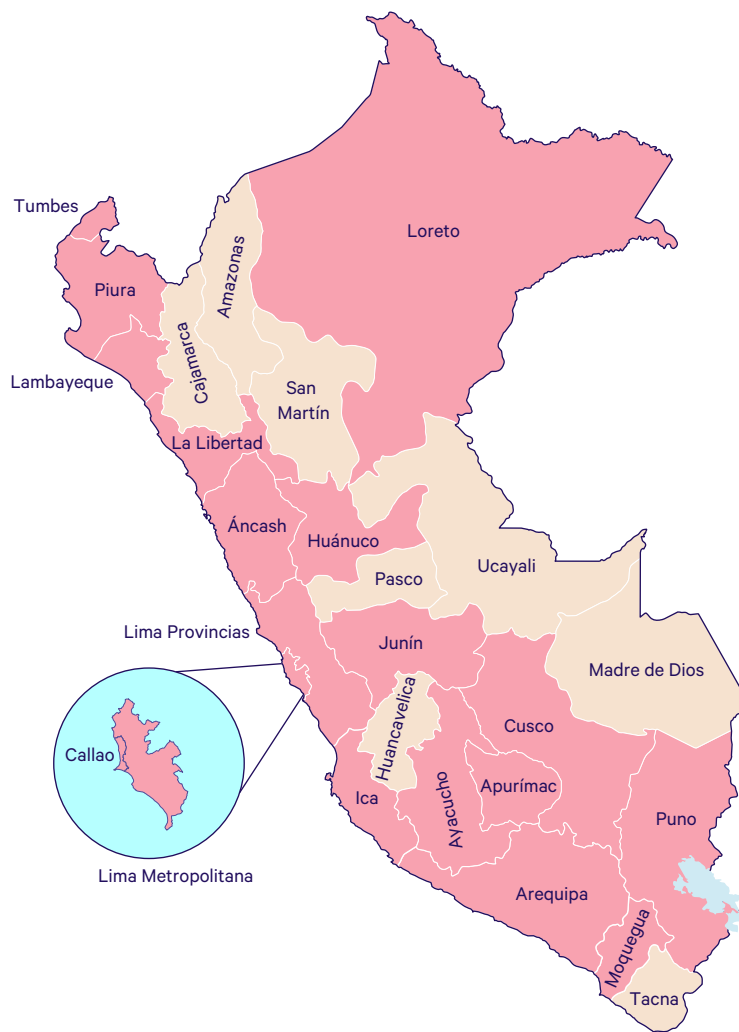 Tumbes
Loreto
Piura
Amazonas
Cajamarca
Lambayeque
San
Martín
La Libertad
Áncash
Huánuco
Pasco
Ucayali
Lima Provincias
Junín
Madre de Dios
Huancavelica
Cusco
Callao
Apurímac
Ica
Ayacucho
Puno
Lima Metropolitana
Arequipa
Moquegua
Tacna